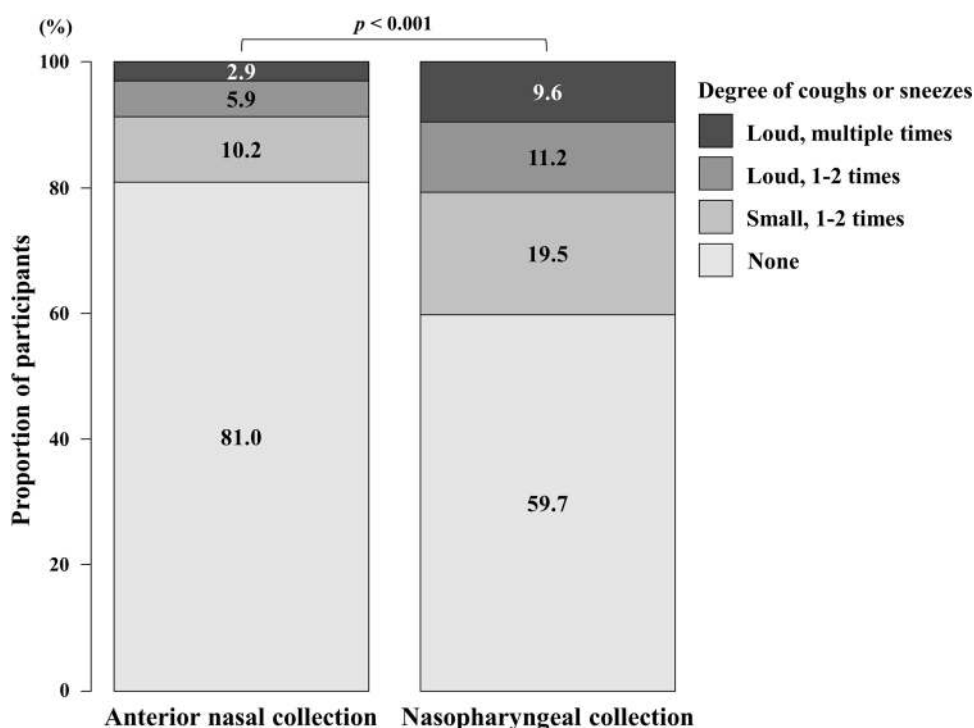 (%)
p < 0.001
100
80
60
40
20
0
Proportion of participants
2.9
5.9
10.2
81.0
9.6
11.2
19.5
59.7
Anterior nasal collection
Nasopharyngeal collection
Degree of coughs or sneezes
Loud, multiple times
Loud, 1-2 times
Small, 1-2 times
None